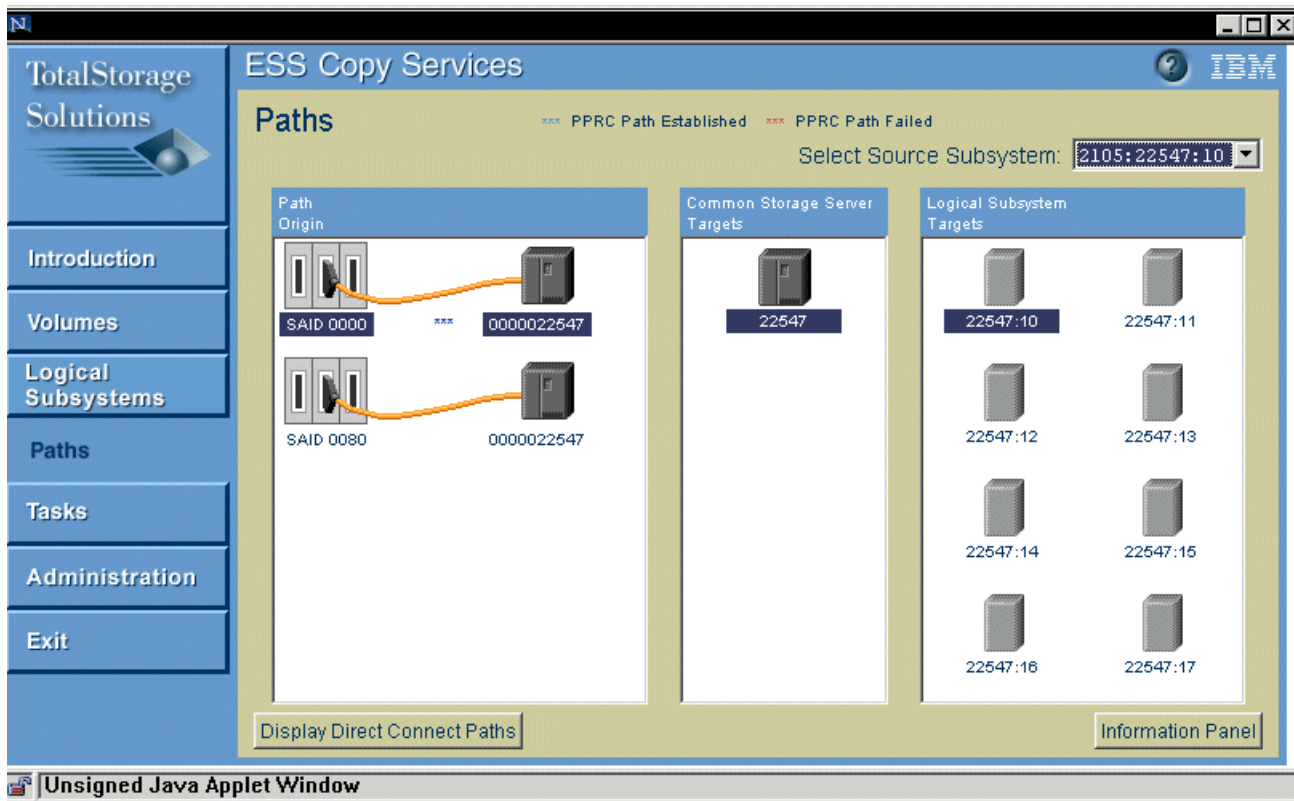 N
TotalStorage
Solutions
ESS Copy Services
? IBM
Paths
*** PPRC Path Established *** PPRC Path Failed
Select Source Subsystem: 2105:22547:10
Introduction
Volumes
Logical
Subsystems
Paths
Tasks
Administration
Exit
Path
Origin
SAID 0000 *** 0000022547
SAID 0080 0000022547
Common Storage Server
Targets
22547
Logical Subsystem
Targets
22547:10 22547:11
22547:12 22547:13
22547:14 22547:15
22547:16 22547:17
Display Direct Connect Paths
Information Panel
Unsigned Java Applet Window